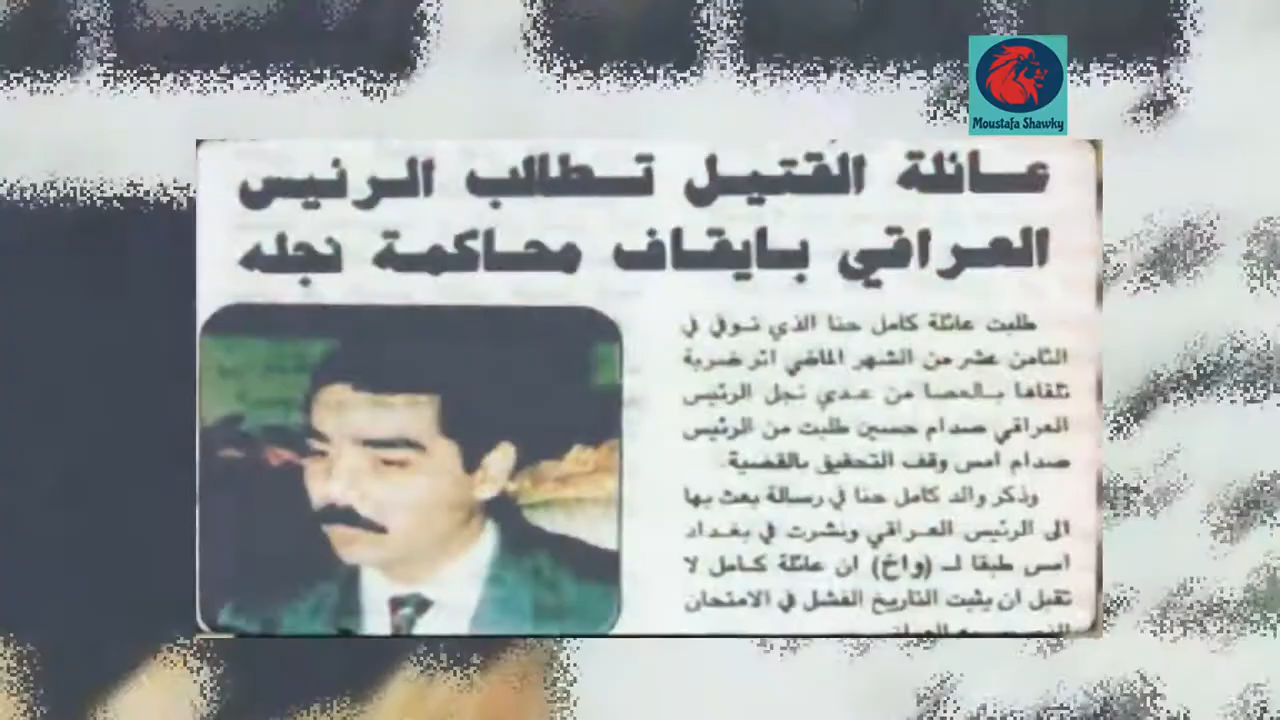 Moustafa Shawky
عائلة القتيل تطالب الرئيس
العراقي بايقاف محاكمة نجله
طلبت عائلة كامل حنا الذي توفي في
الثامن عشر من الشهر الماضي اثر ضربة
تلقاها بالعصا من عدي نجل الرئيس
العراقي صدام حسين طلبت من الرئيس
صدام امس وقف التحقيق بالقضية.
وذكر والد كامل حنا في رسالة بعث بها
الى الرئيس العراقي ونشرت في بغداد
امس طبقا لـ (واخ) ان عائلة كامل لا
تقبل ان يثبت التاريخ الفشل في الامتحان